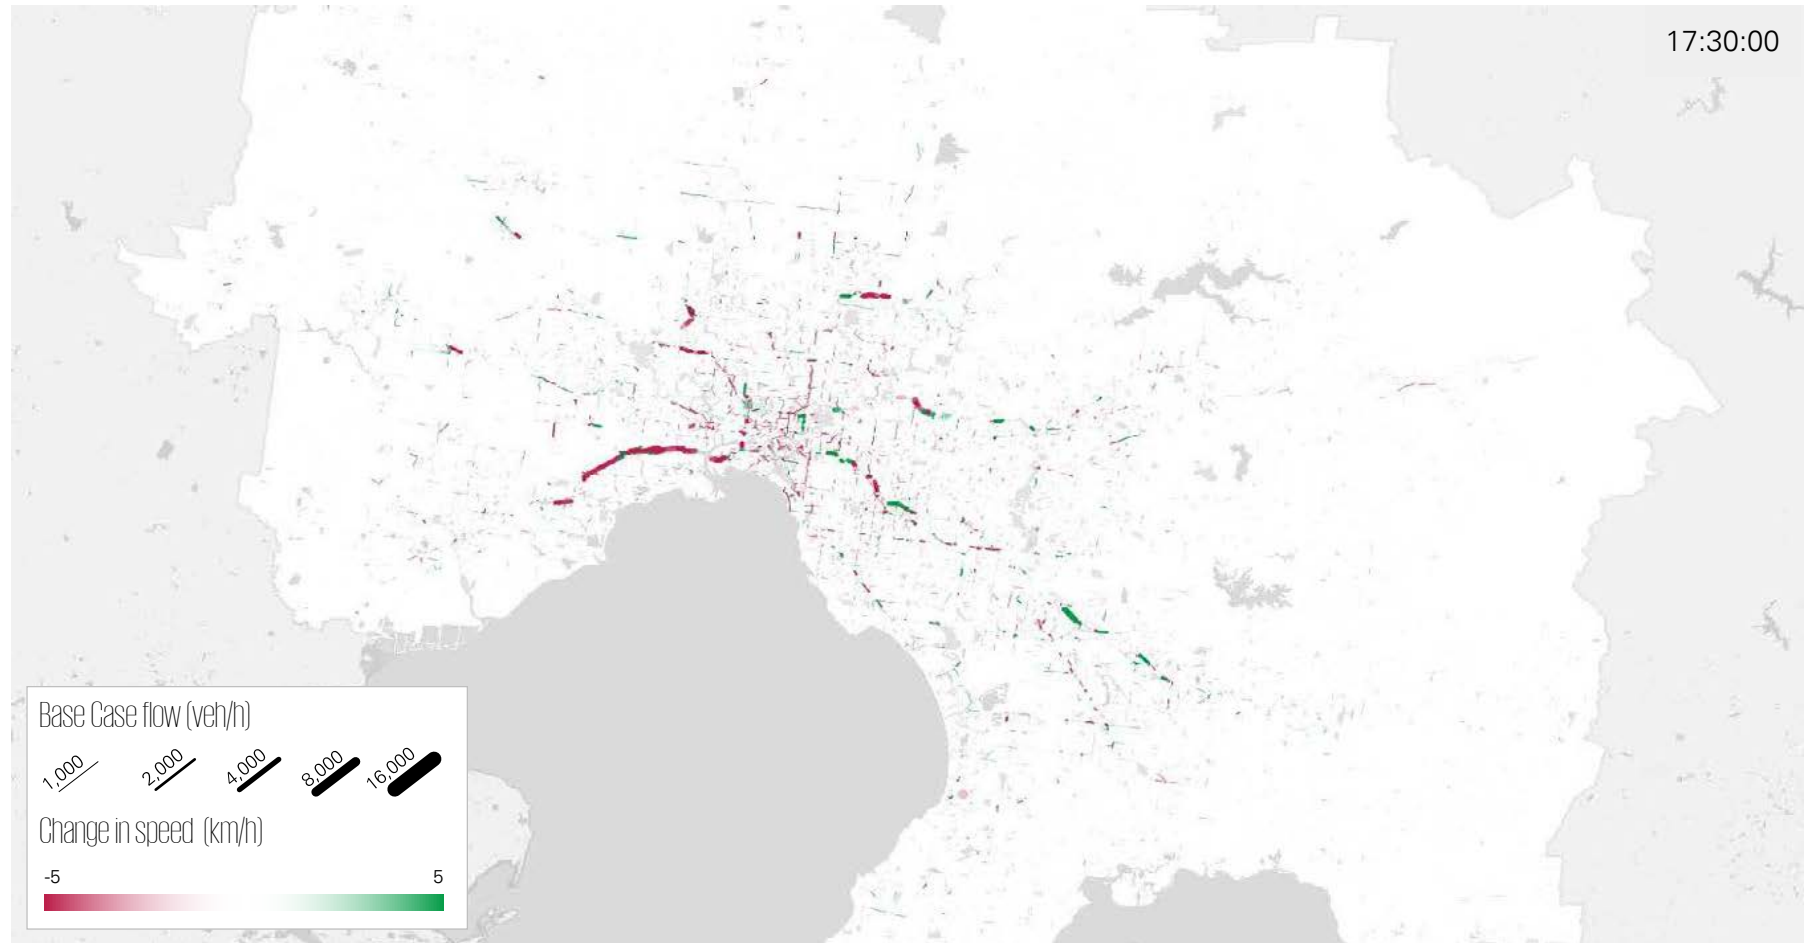 17:30:00
Base Case flow (veh/h)
1,000 2,000 4,000 8,000 16,000
Change in speed (km/h)
-5 5